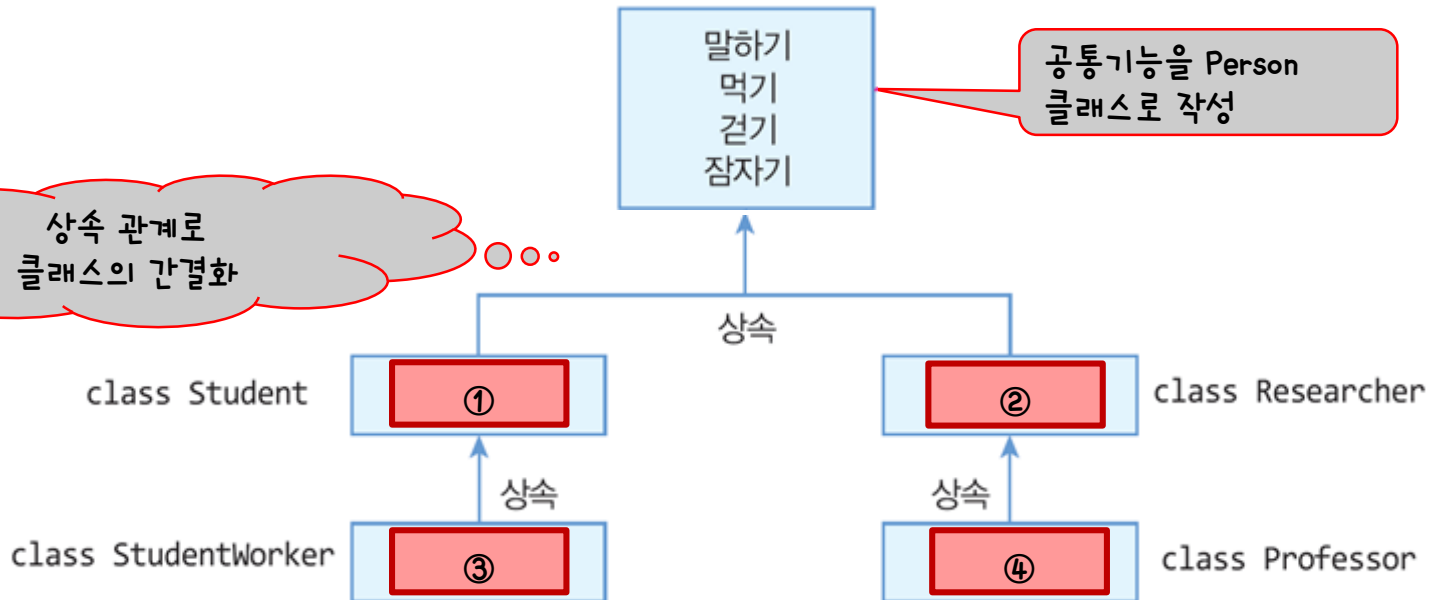 말하기
먹기
걷기
잠자기
공통기능을 Person
클래스로 작성
상속 관계로
클래스의 간결화
상속
class Student
①
②
class Researcher
상속
상속
class StudentWorker
③
④
class Professor